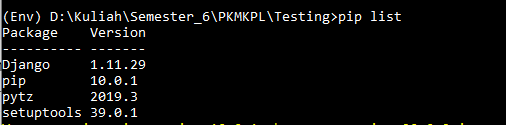 (Env) D:\Kuliah\Semester_6\PKMKPL\Testing>pip list
Package    Version
---------- -------
Django     1.11.29
pip        10.0.1
pytz       2019.3
setuptools 39.0.1